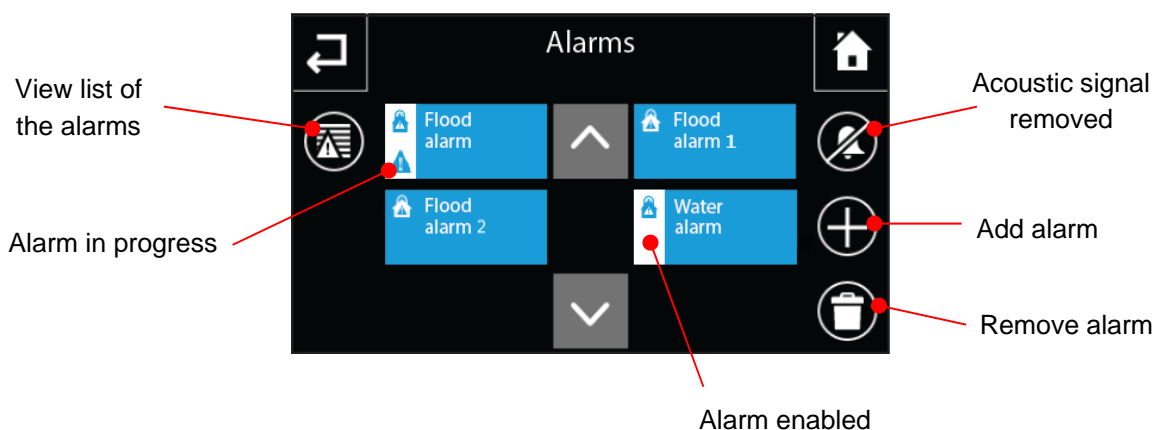 Alarms
View list of
the alarms
Acoustic signal
removed
Flood
alarm
Flood
alarm 1
Alarm in progress
Flood
alarm 2
Water
alarm
Add alarm
Remove alarm
Alarm enabled